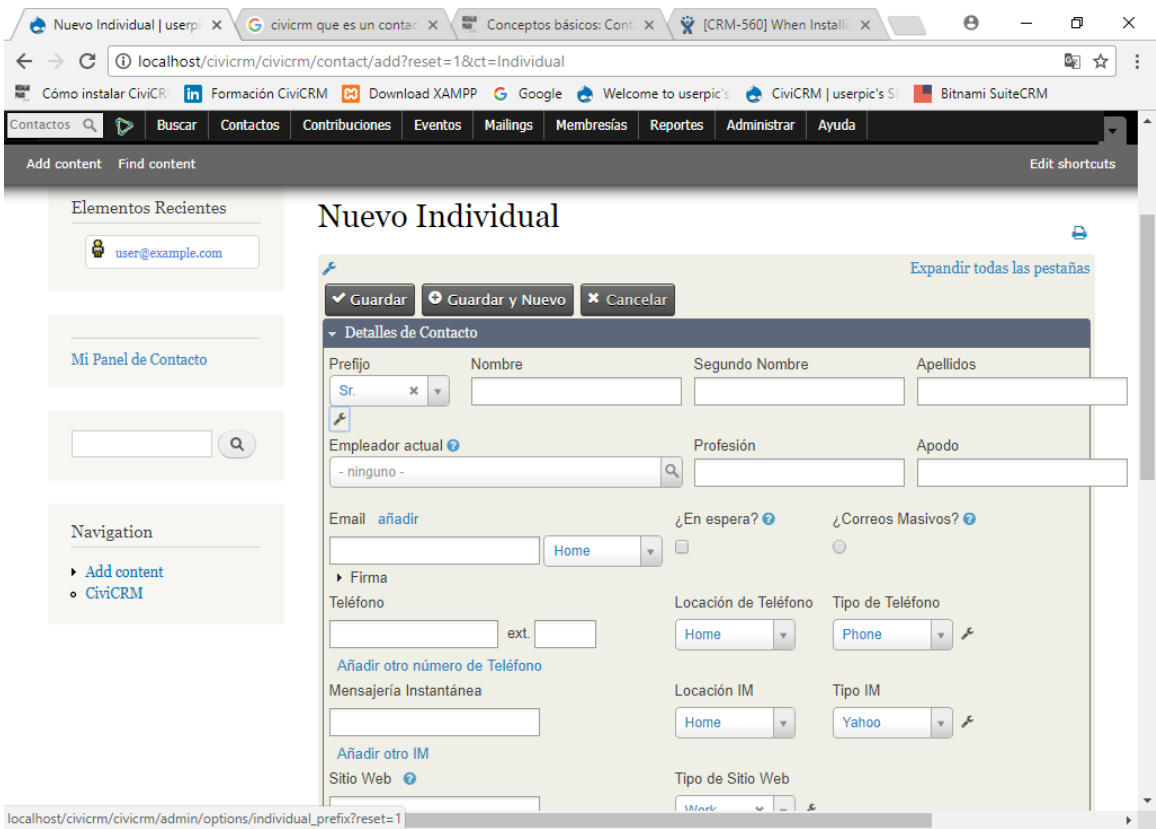 Nuevo Individual | userpi
civicrm que es un contac
Conceptos básicos: Cont
[CRM-560] When Installin
localhost/civicrm/civicrm/contact/add?reset=1&ct=Individual
Cómo instalar CiviCR Formación CiviCRM Download XAMPP Google Welcome to userpic's CiviCRM | userpic's Si Bitnami SuiteCRM
Contactos Buscar Contactos Contribuciones Eventos Mailings Membresías Reportes Administrar Ayuda
Add content Find content Edit shortcuts
Elementos Recientes
user@example.com
Mi Panel de Contacto
Navigation
Add content
CiviCRM
Nuevo Individual
Expandir todas las pestañas
Guardar Guardar y Nuevo Cancelar
Detalles de Contacto
Prefijo Nombre Segundo Nombre Apellidos
Sr.
Empleador actual Profesión Apodo
- ninguno -
Email añadir ¿En espera? ¿Correos Masivos?
Home
Firma
Teléfono Locación de Teléfono Tipo de Teléfono
ext. Home Phone
Añadir otro número de Teléfono
Mensajería Instantánea Locación IM Tipo IM
Home Yahoo
Añadir otro IM
Sitio Web Tipo de Sitio Web
Work
localhost/civicrm/civicrm/admin/options/individual_prefix?reset=1